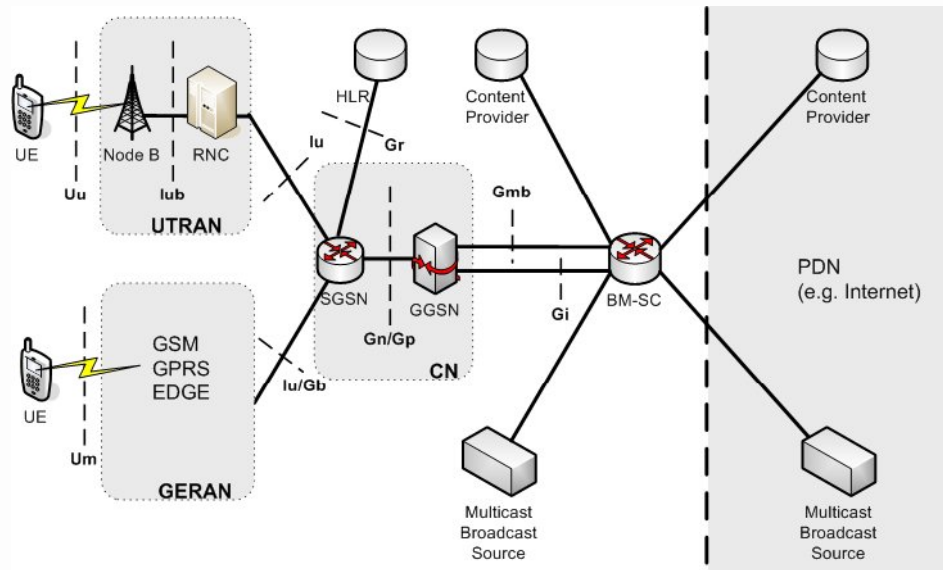 HLR
Content
Provider
Content
Provider
UE
Node B
RNC
Iu
Gr
Uu
Iub
UTRAN
Gmb
SGSN
GGSN
BM-SC
PDN
(e.g. Internet)
Gi
Gn/Gp
CN
GSM
GPRS
EDGE
Iu/Gb
UE
Um
GERAN
Multicast
Broadcast
Source
Multicast
Broadcast
Source